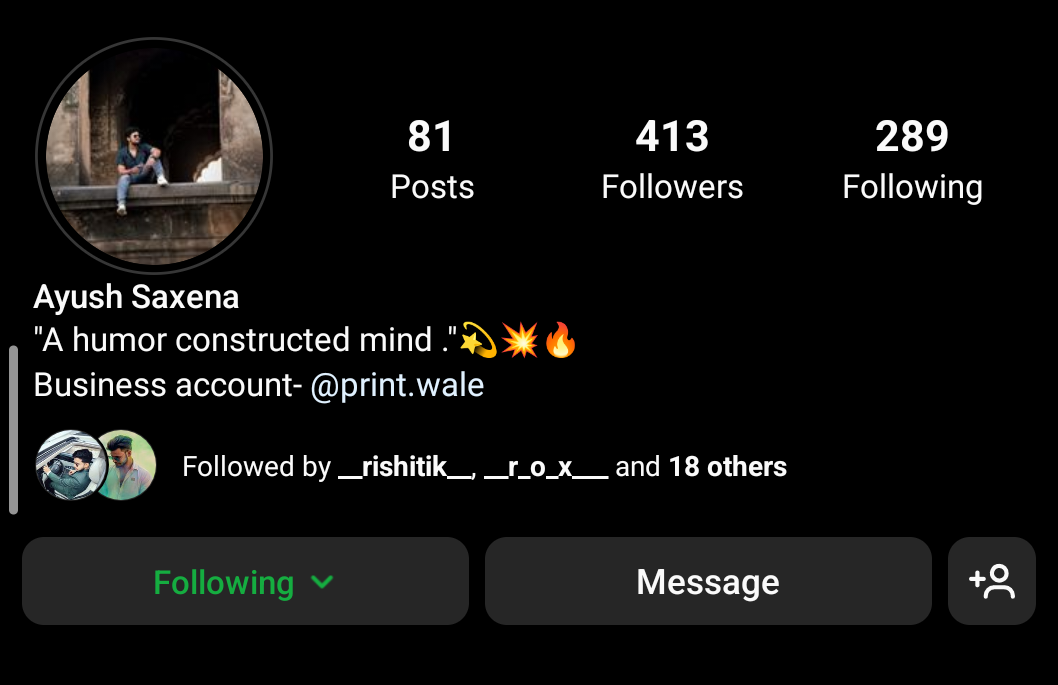 81 413 289
Posts Followers Following
Ayush Saxena
"A humor constructed mind ."💫💥🔥
Business account- @print.wale
Followed by __rishitik__, __r_o_x___ and 18 others
Following Message